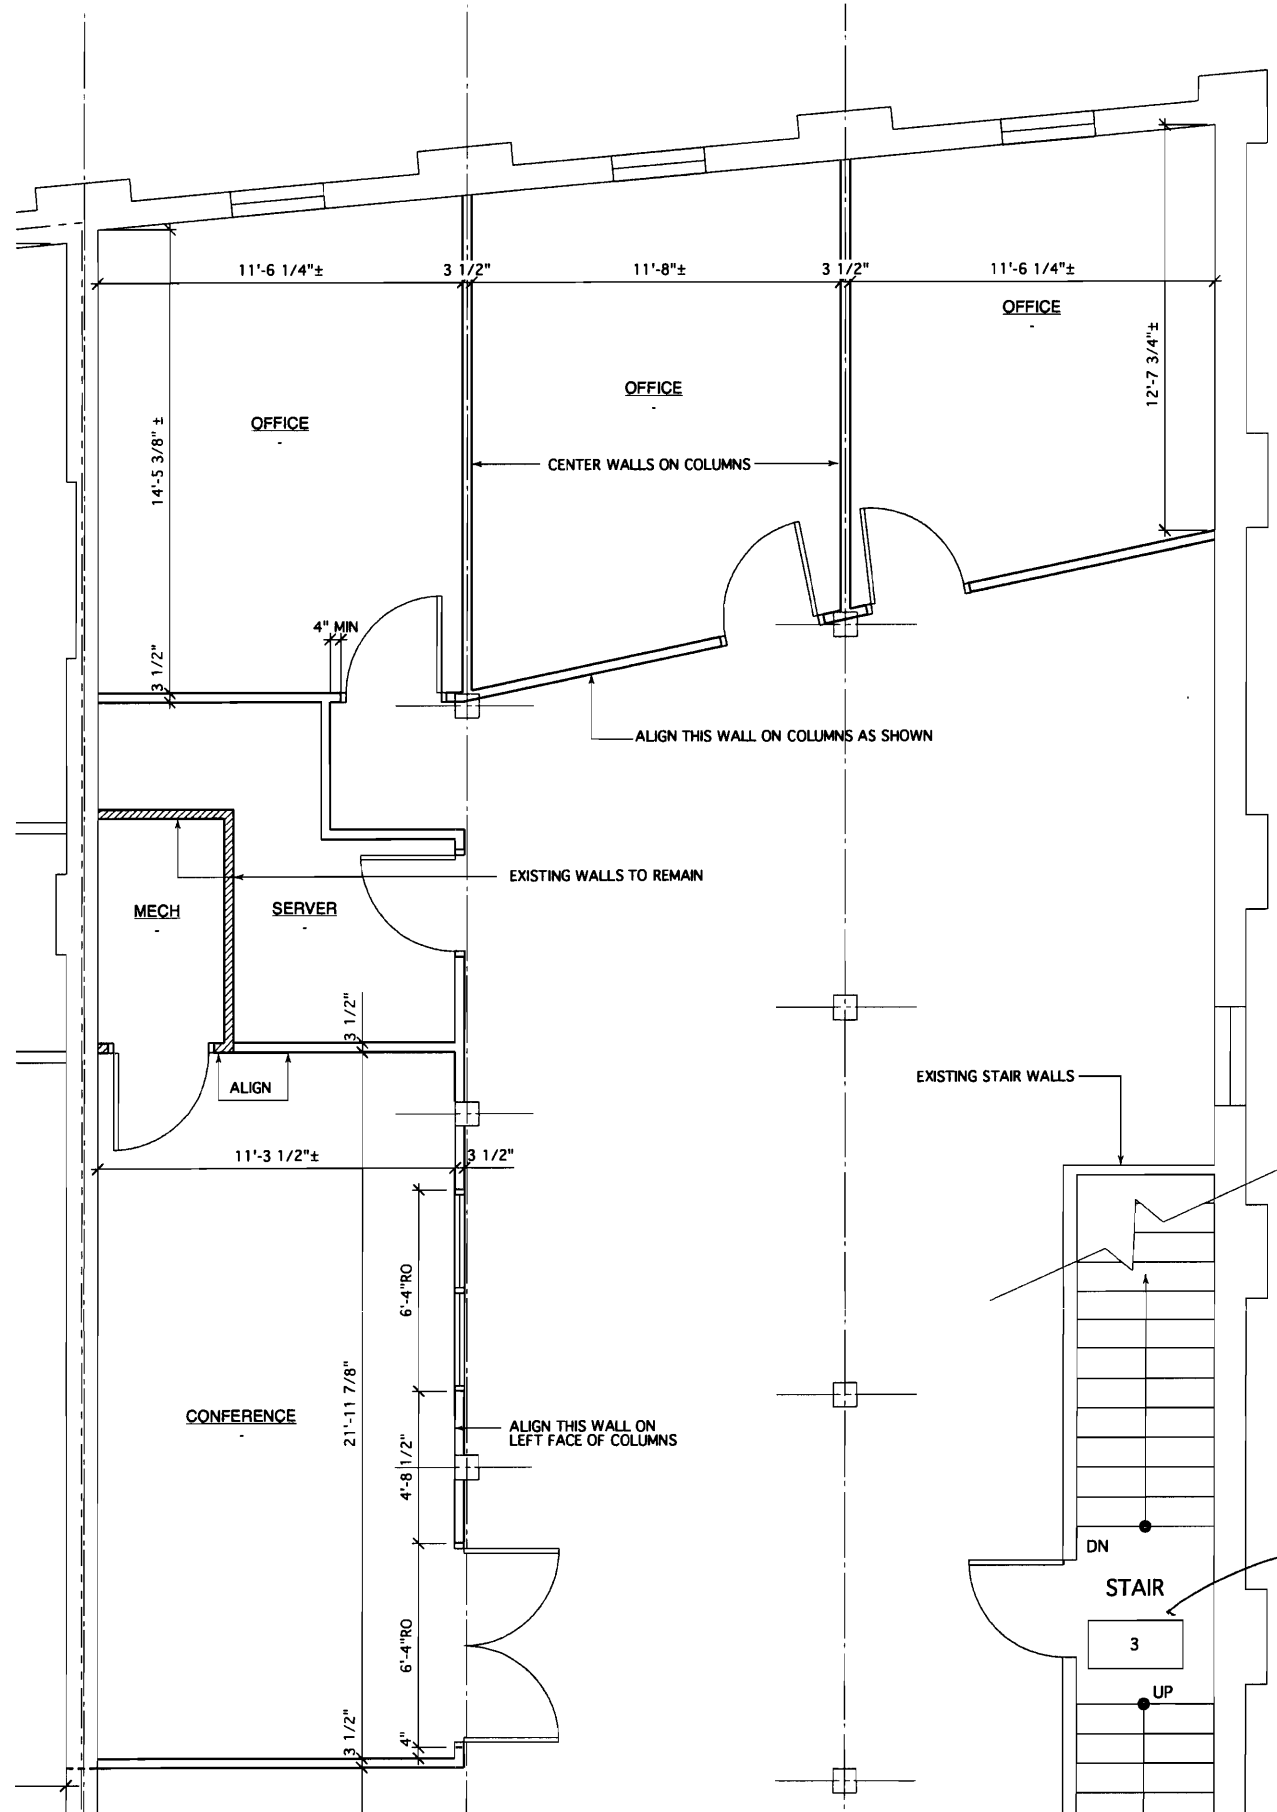 11'-6 1/4"±
3 1/2"
11'-8"±
3 1/2"
11'-6 1/4"±
OFFICE
-
12'-7 3/4"±
OFFICE
-
OFFICE
-
14'-5 3/8" ±
CENTER WALLS ON COLUMNS
4" MIN
3 1/2"
ALIGN THIS WALL ON COLUMNS AS SHOWN
EXISTING WALLS TO REMAIN
MECH
-
SERVER
-
3 1/2"
ALIGN
EXISTING STAIR WALLS
11'-3 1/2"±
3 1/2"
6'-4"RO
21'-11 7/8"
CONFERENCE
-
ALIGN THIS WALL ON
LEFT FACE OF COLUMNS
4'-8 1/2"
DN
STAIR
3
6'-4"RO
UP
3 1/2"
4"